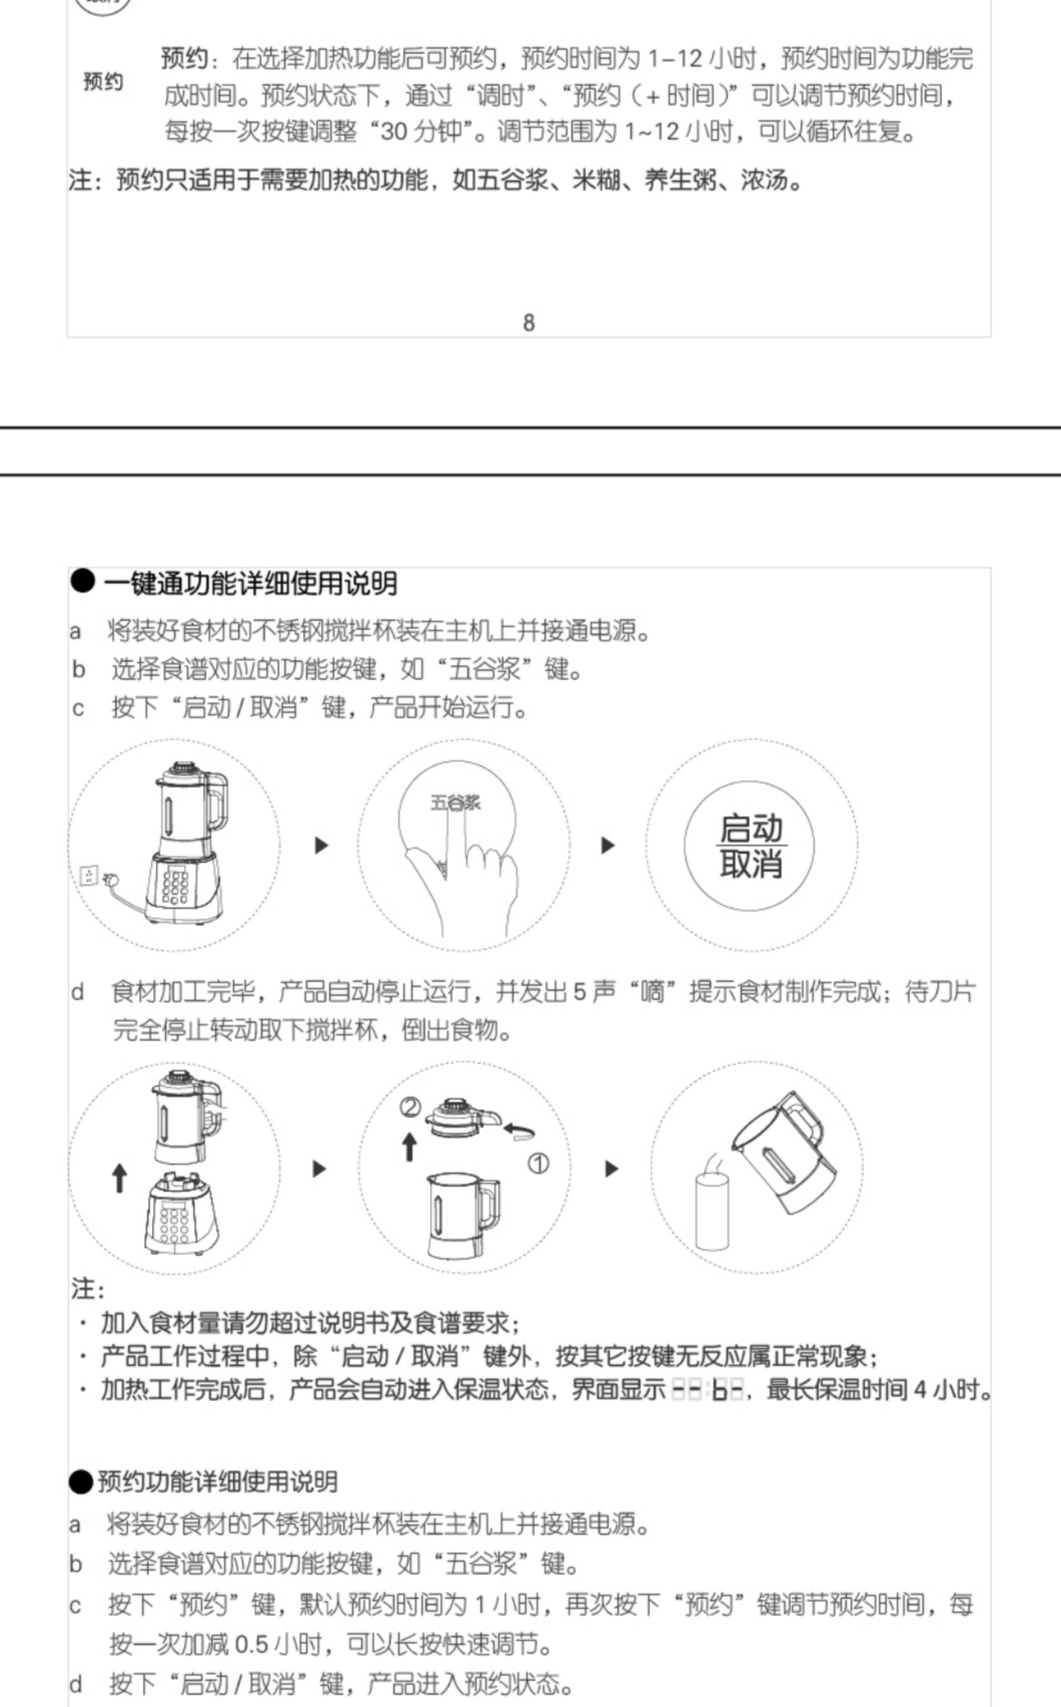 预约
预约：在选择加热功能后可预约，预约时间为 1-12 小时，预约时间为功能完
成时间。预约状态下，通过“调时”、“预约（+ 时间）”可以调节预约时间，
每按一次按键调整“30 分钟”。调节范围为 1~12 小时，可以循环往复。
注：预约只适用于需要加热的功能，如五谷浆、米糊、养生粥、浓汤。
8
● 一键通功能详细使用说明
a 将装好食材的不锈钢搅拌杯装在主机上并接通电源。
b 选择食谱对应的功能按键，如“五谷浆”键。
c 按下“启动 / 取消”键，产品开始运行。
五谷浆
启动
取消
d 食材加工完毕，产品自动停止运行，并发出 5 声“嘀”提示食材制作完成；待刀片
完全停止转动取下搅拌杯，倒出食物。
②
①
注：
· 加入食材量请勿超过说明书及食谱要求；
· 产品工作过程中，除“启动 / 取消”键外，按其它按键无反应属正常现象；
· 加热工作完成后，产品会自动进入保温状态，界面显示 --:b-，最长保温时间 4 小时。
● 预约功能详细使用说明
a 将装好食材的不锈钢搅拌杯装在主机上并接通电源。
b 选择食谱对应的功能按键，如“五谷浆”键。
c 按下“预约”键，默认预约时间为 1 小时，再次按下“预约”键调节预约时间，每
按一次加减 0.5 小时，可以长按快速调节。
d 按下“启动 / 取消”键，产品进入预约状态。